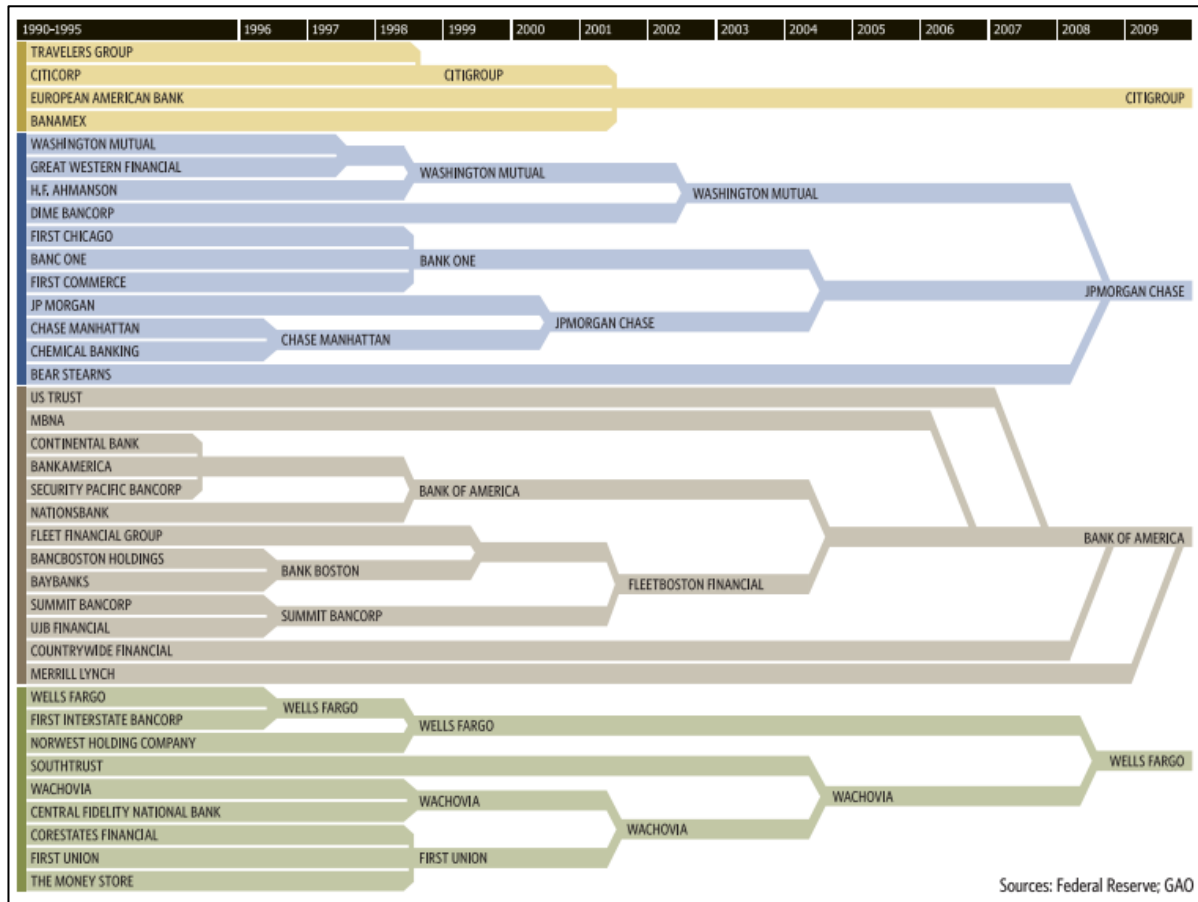 1990-1995 1996 1997 1998 1999 2000 2001 2002 2003 2004 2005 2006 2007 2008 2009
TRAVELERS GROUP
CITICORP CITIGROUP
EUROPEAN AMERICAN BANK CITIGROUP
BANAMEX
WASHINGTON MUTUAL
GREAT WESTERN FINANCIAL WASHINGTON MUTUAL
H.F. AHMANSON WASHINGTON MUTUAL
DIME BANCORP
FIRST CHICAGO
BANC ONE BANK ONE
FIRST COMMERCE JPMORGAN CHASE
JP MORGAN JPMORGAN CHASE
CHASE MANHATTAN CHASE MANHATTAN
CHEMICAL BANKING
BEAR STEARNS
US TRUST
MBNA
CONTINENTAL BANK
BANKAMERICA
SECURITY PACIFIC BANCORP BANK OF AMERICA
NATIONSBANK
FLEET FINANCIAL GROUP BANK OF AMERICA
BANCBOSTON HOLDINGS BANK BOSTON
BAYBANKS FLEETBOSTON FINANCIAL
SUMMIT BANCORP SUMMIT BANCORP
UJB FINANCIAL
COUNTRYWIDE FINANCIAL
MERRILL LYNCH
WELLS FARGO WELLS FARGO
FIRST INTERSTATE BANCORP WELLS FARGO
NORWEST HOLDING COMPANY
SOUTHTRUST WELLS FARGO
WACHOVIA WACHOVIA WACHOVIA
CENTRAL FIDELITY NATIONAL BANK
CORESTATES FINANCIAL WACHOVIA
FIRST UNION FIRST UNION
THE MONEY STORE
Sources: Federal Reserve; GAO